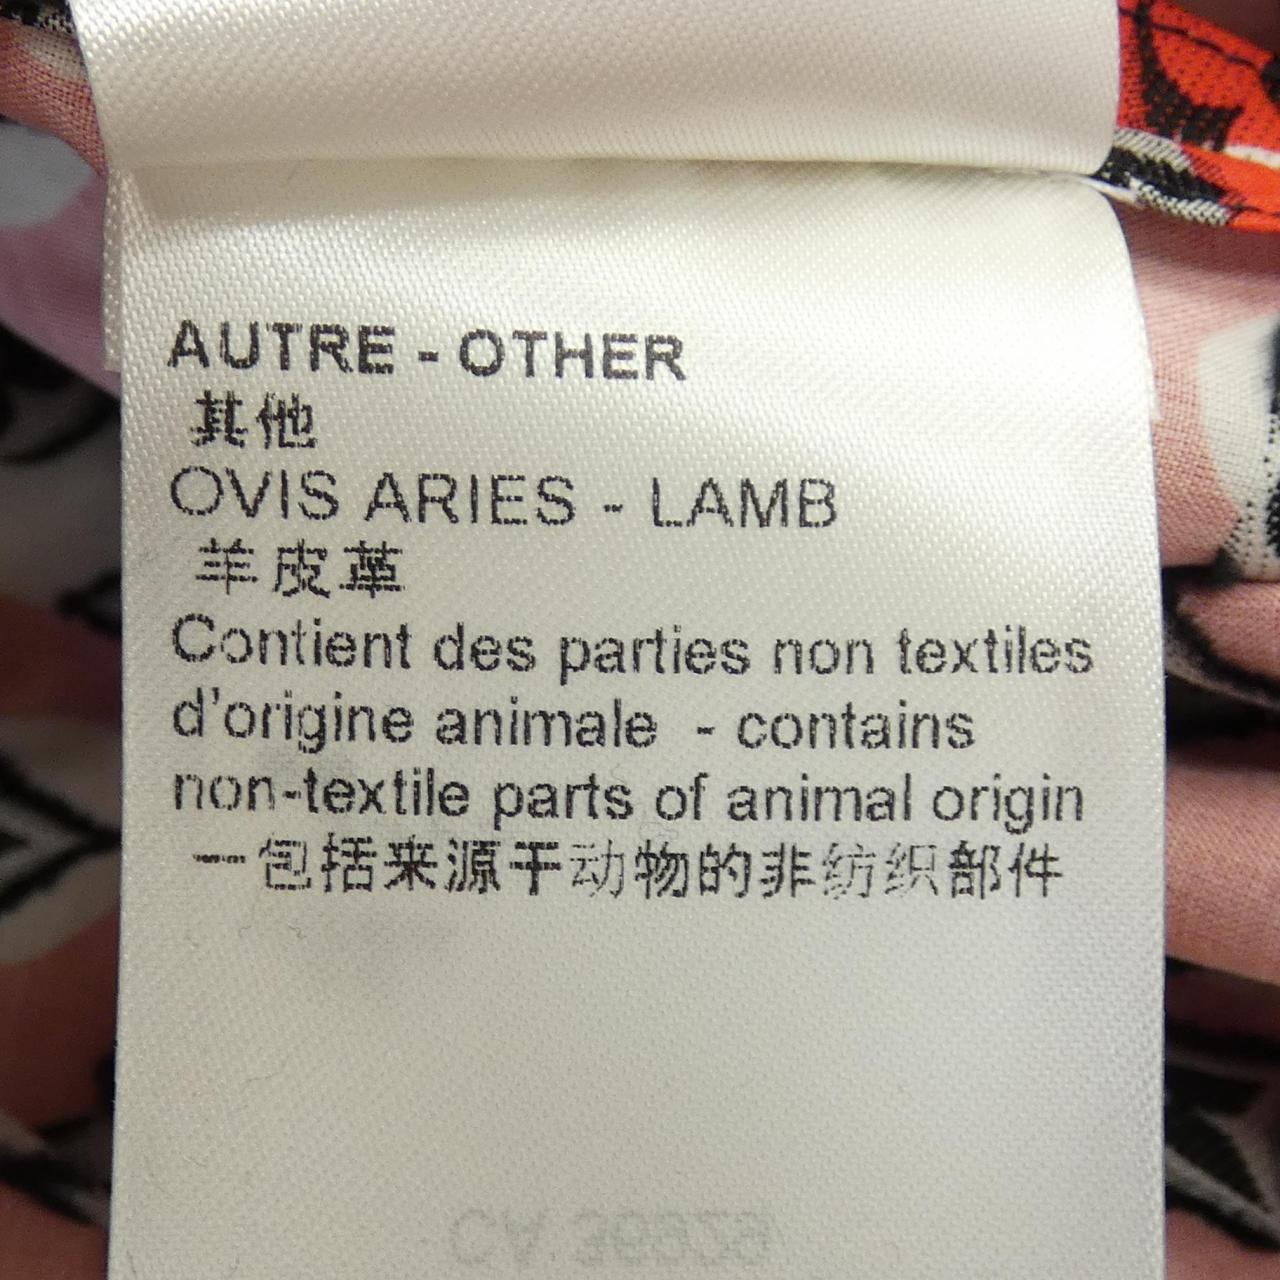 AUTRE - OTHER
其他
OVIS ARIES - LAMB
羊皮革
Contient des parties non textiles
d'origine animale - contains
non-textile parts of animal origin
一包括来源于动物的非纺织部件
CA 36929